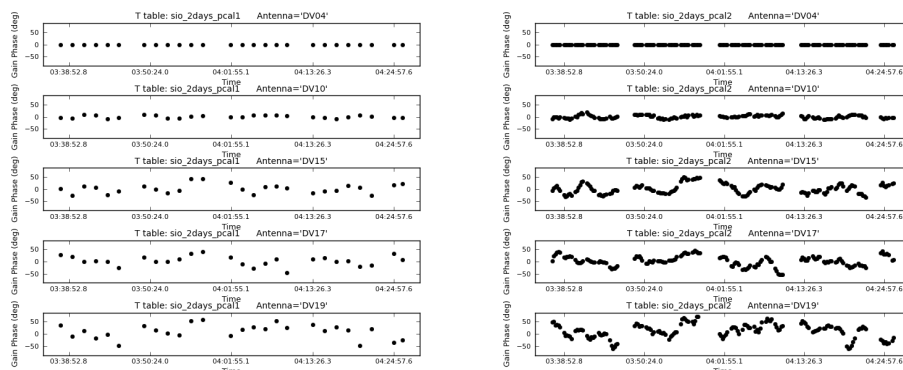 T table: sio_2days_pcal1 Antenna='DV04'
Gain Phase (deg)
50
0
−50
03:38:52.8 03:50:24.0 04:01:55.1 04:13:26.3 04:24:57.6
Time
T table: sio_2days_pcal1 Antenna='DV10'
Gain Phase (deg)
50
0
−50
03:38:52.8 03:50:24.0 04:01:55.1 04:13:26.3 04:24:57.6
Time
T table: sio_2days_pcal1 Antenna='DV15'
Gain Phase (deg)
50
0
−50
03:38:52.8 03:50:24.0 04:01:55.1 04:13:26.3 04:24:57.6
Time
T table: sio_2days_pcal1 Antenna='DV17'
Gain Phase (deg)
50
0
−50
03:38:52.8 03:50:24.0 04:01:55.1 04:13:26.3 04:24:57.6
Time
T table: sio_2days_pcal1 Antenna='DV19'
Gain Phase (deg)
50
0
−50
03:38:52.8 03:50:24.0 04:01:55.1 04:13:26.3 04:24:57.6
T table: sio_2days_pcal2 Antenna='DV04'
Gain Phase (deg)
50
0
−50
03:38:52.8 03:50:24.0 04:01:55.1 04:13:26.3 04:24:57.6
Time
T table: sio_2days_pcal2 Antenna='DV10'
Gain Phase (deg)
50
0
−50
03:38:52.8 03:50:24.0 04:01:55.1 04:13:26.3 04:24:57.6
Time
T table: sio_2days_pcal2 Antenna='DV15'
Gain Phase (deg)
50
0
−50
03:38:52.8 03:50:24.0 04:01:55.1 04:13:26.3 04:24:57.6
Time
T table: sio_2days_pcal2 Antenna='DV17'
Gain Phase (deg)
50
0
−50
03:38:52.8 03:50:24.0 04:01:55.1 04:13:26.3 04:24:57.6
Time
T table: sio_2days_pcal2 Antenna='DV19'
Gain Phase (deg)
50
0
−50
03:38:52.8 03:50:24.0 04:01:55.1 04:13:26.3 04:24:57.6